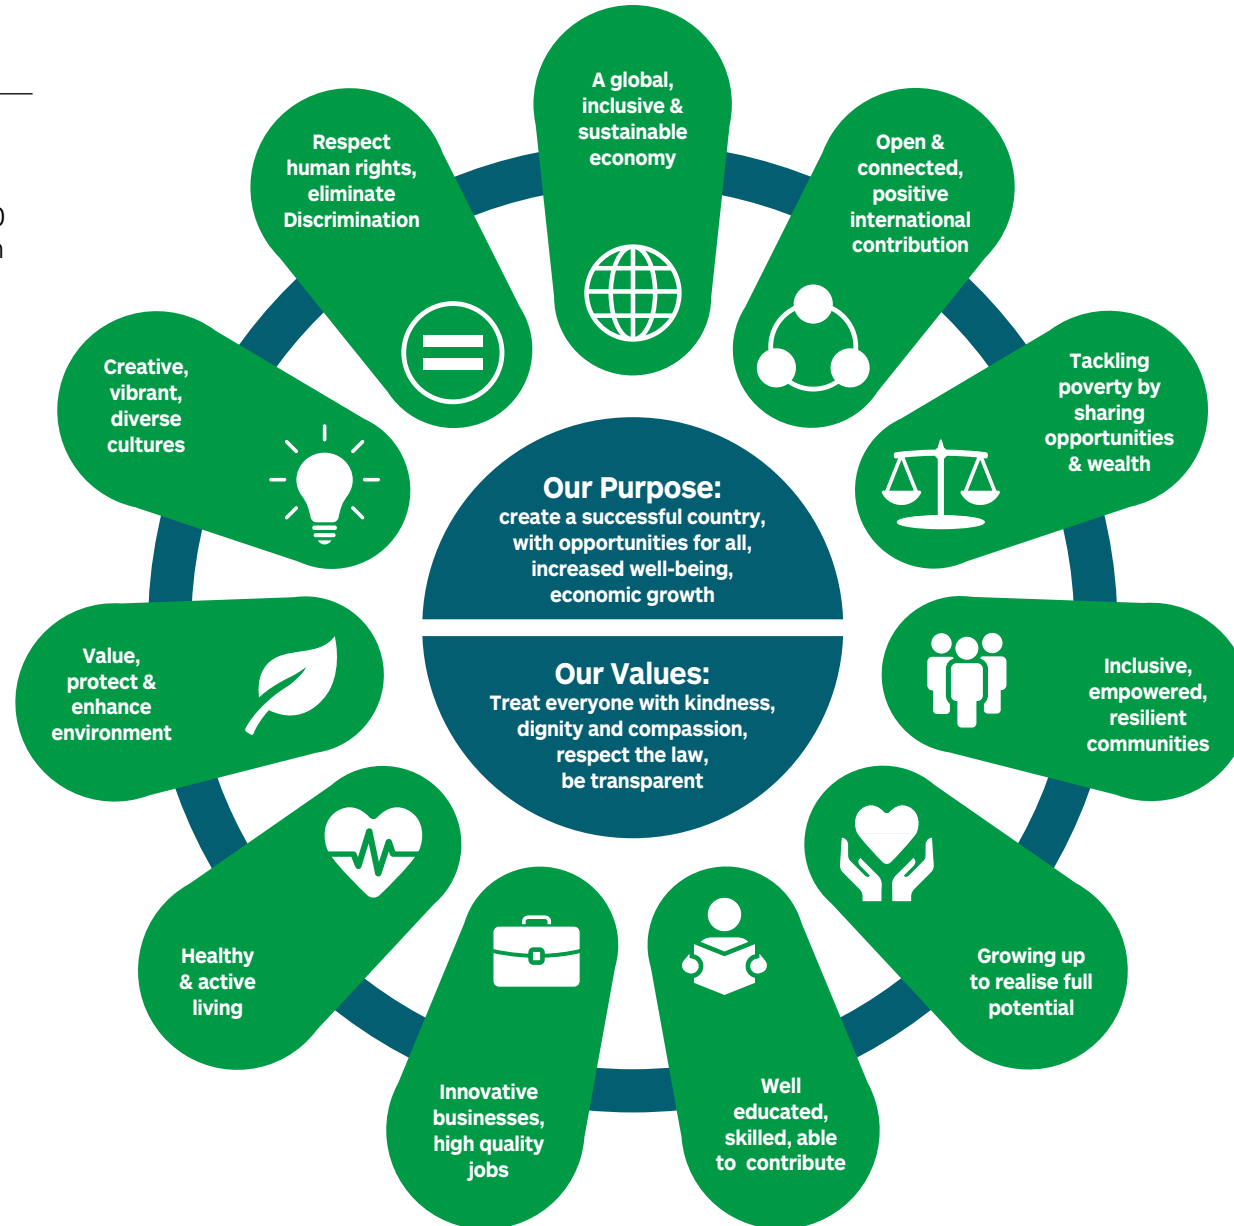 A global,
inclusive &
sustainable
economy
Open &
connected,
positive
international
contribution
Tackling
poverty by
sharing
opportunities
& wealth
Inclusive,
empowered,
resilient
communities
Growing up
to realise full
potential
Well
educated,
skilled, able
to contribute
Innovative
businesses,
high quality
jobs
Healthy
& active
living
Value,
protect &
enhance
environment
Creative,
vibrant,
diverse
cultures
Respect
human rights,
eliminate
Discrimination
Our Purpose:
create a successful country,
with opportunities for all,
increased well-being,
economic growth
Our Values:
Treat everyone with kindness,
dignity and compassion,
respect the law,
be transparent